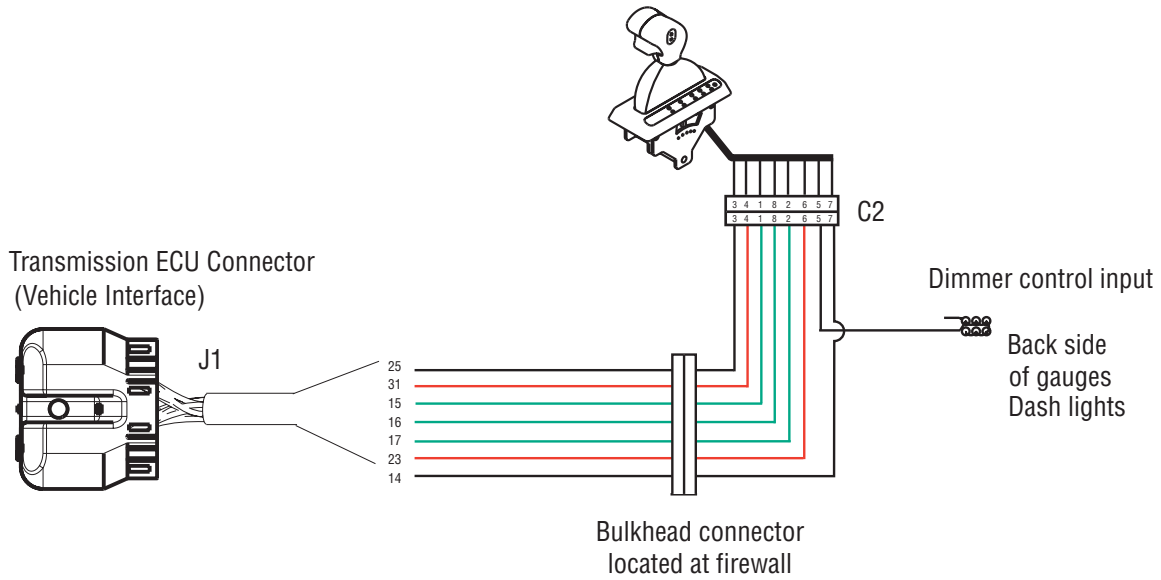 3 4 1 8 2 6 5 7
3 4 1 8 2 6 5 7
C2
Transmission ECU Connector
(Vehicle Interface)
Dimmer control input
J1
Back side
of gauges
Dash lights
25
31
15
16
17
23
14
Bulkhead connector
located at firewall